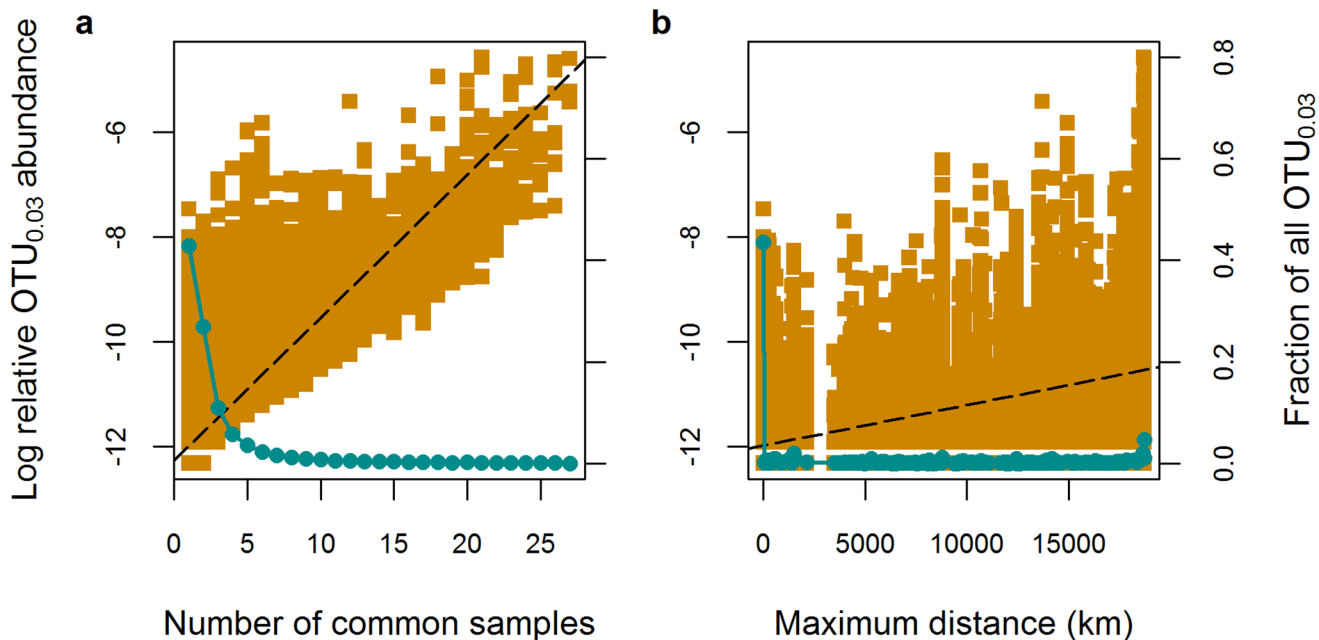 a
b
Log relative OTU0.03 abundance
-6
-8
-10
-12
0 5 10 15 20 25
Number of common samples
-6
-8
-10
-12
0 5000 10000 15000
Maximum distance (km)
0.8
0.6
0.4
0.2
0.0
Fraction of all OTU0.03